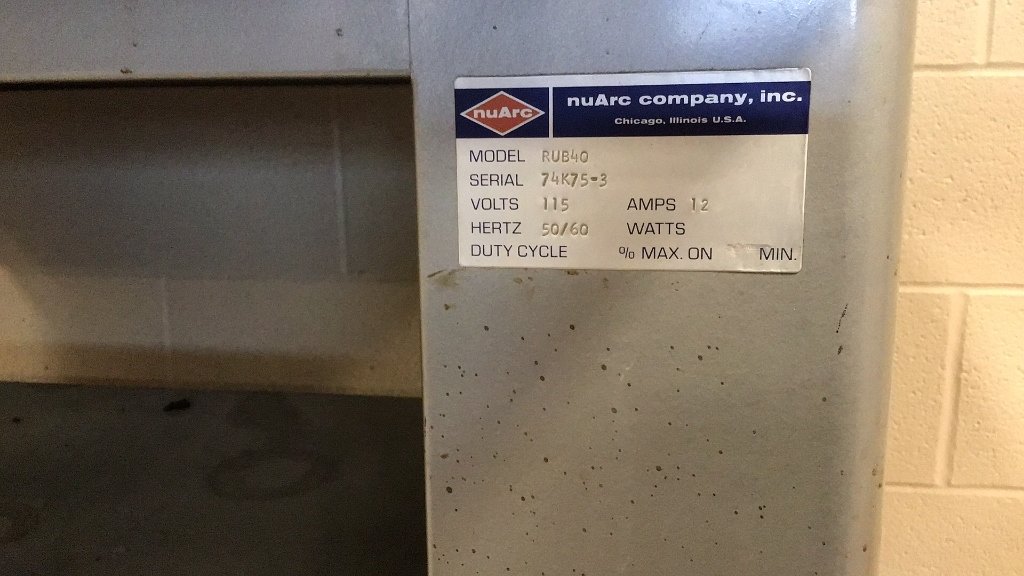 nuArc
nuArc company, inc.
Chicago, Illinois U.S.A.
MODEL RUB40
SERIAL 74K75-3
VOLTS 115 AMPS 12
HERTZ 50/60 WATTS
DUTY CYCLE % MAX. ON MIN.